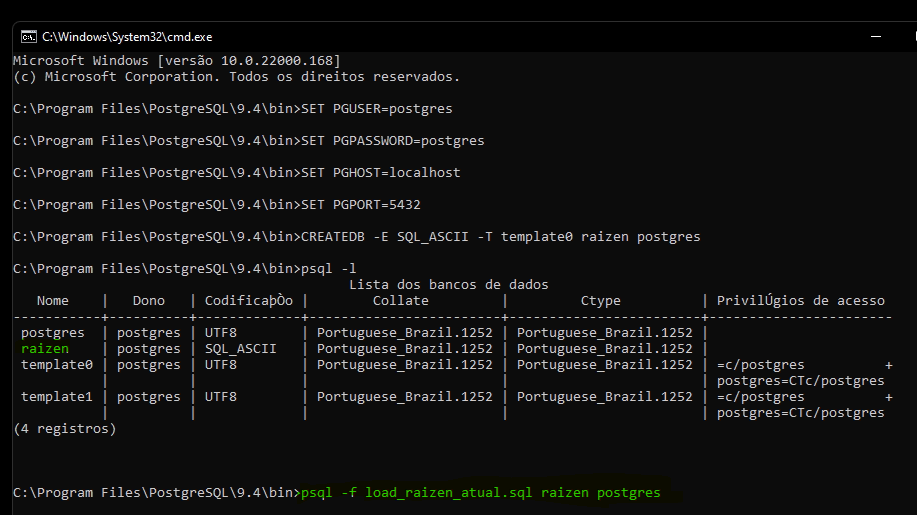 C:\Windows\System32\cmd.exe
Microsoft Windows [versão 10.0.22000.168]
(c) Microsoft Corporation. Todos os direitos reservados.
C:\Program Files\PostgreSQL\9.4\bin>SET PGUSER=postgres
C:\Program Files\PostgreSQL\9.4\bin>SET PGPASSWORD=postgres
C:\Program Files\PostgreSQL\9.4\bin>SET PGHOST=localhost
C:\Program Files\PostgreSQL\9.4\bin>SET PGPORT=5432
C:\Program Files\PostgreSQL\9.4\bin>CREATEDB -E SQL_ASCII -T template0 raizen postgres
C:\Program Files\PostgreSQL\9.4\bin>psql -l
                                          Lista dos bancos de dados
   Nome    |   Dono   | Codificaþ̃Òo |        Collate         |         Ctype          | PrivilÚgios de acesso
-----------+----------+-------------+------------------------+------------------------+-----------------------
 postgres  | postgres | UTF8        | Portuguese_Brazil.1252 | Portuguese_Brazil.1252 |
 raizen    | postgres | SQL_ASCII   | Portuguese_Brazil.1252 | Portuguese_Brazil.1252 |
 template0 | postgres | UTF8        | Portuguese_Brazil.1252 | Portuguese_Brazil.1252 | =c/postgres          +
           |          |             |                        |                        | postgres=CTc/postgres
 template1 | postgres | UTF8        | Portuguese_Brazil.1252 | Portuguese_Brazil.1252 | =c/postgres          +
           |          |             |                        |                        | postgres=CTc/postgres
(4 registros)
C:\Program Files\PostgreSQL\9.4\bin>psql -f load_raizen_atual.sql raizen postgres